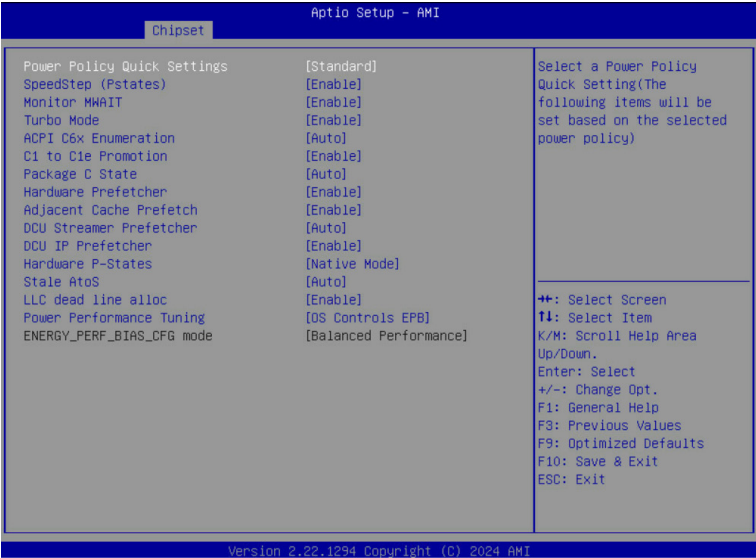 Aptio Setup – AMI
Chipset
Power Policy Quick Settings [Standard]
SpeedStep (Pstates) [Enable]
Monitor MWAIT [Enable]
Turbo Mode [Enable]
ACPI C6x Enumeration [Auto]
C1 to C1e Promotion [Enable]
Package C State [Auto]
Hardware Prefetcher [Enable]
Adjacent Cache Prefetch [Enable]
DCU Streamer Prefetcher [Auto]
DCU IP Prefetcher [Enable]
Hardware P-States [Native Mode]
Stale AtoS [Auto]
LLC dead line alloc [Enable]
Power Performance Tuning [OS Controls EPB]
ENERGY_PERF_BIAS_CFG mode [Balanced Performance]
Select a Power Policy
Quick Setting(The
following items will be
set based on the selected
power policy)
→←: Select Screen
↑↓: Select Item
K/M: Scroll Help Area
Up/Down.
Enter: Select
+/-: Change Opt.
F1: General Help
F3: Previous Values
F9: Optimized Defaults
F10: Save & Exit
ESC: Exit
Version 2.22.1294 Copyright (C) 2024 AMI